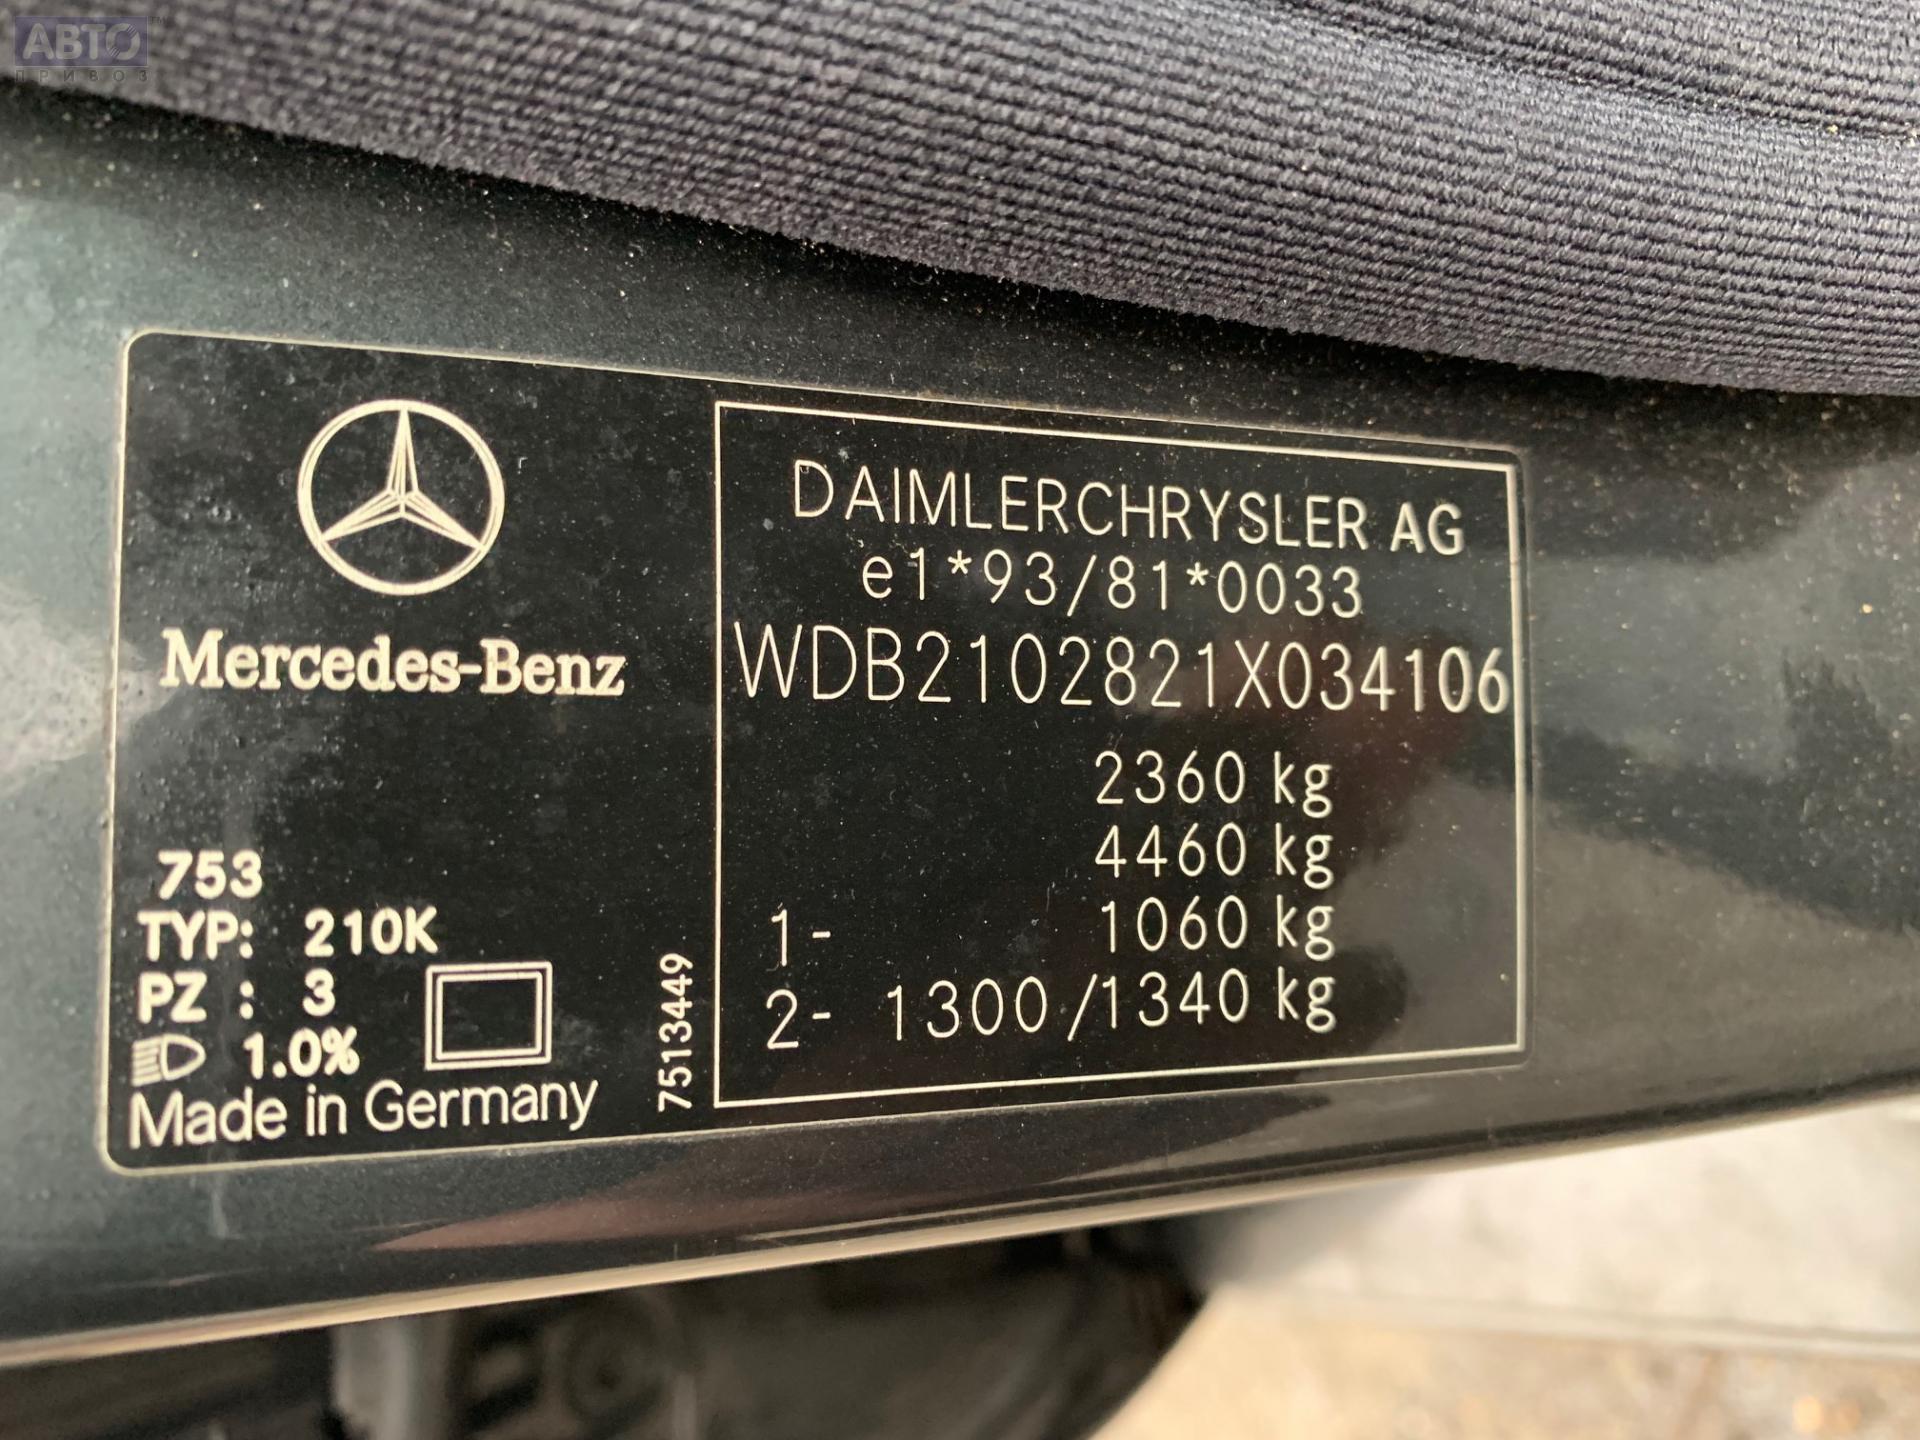 АВТО™
ПРИВОЗ
Mercedes-Benz
753
TYP: 210K
PZ : 3
1.0%
Made in Germany
7513449
DAIMLERCHRYSLER AG
e1*93/81*0033
WDB2102821X034106
2360 kg
4460 kg
1- 1060 kg
2- 1300/1340 kg